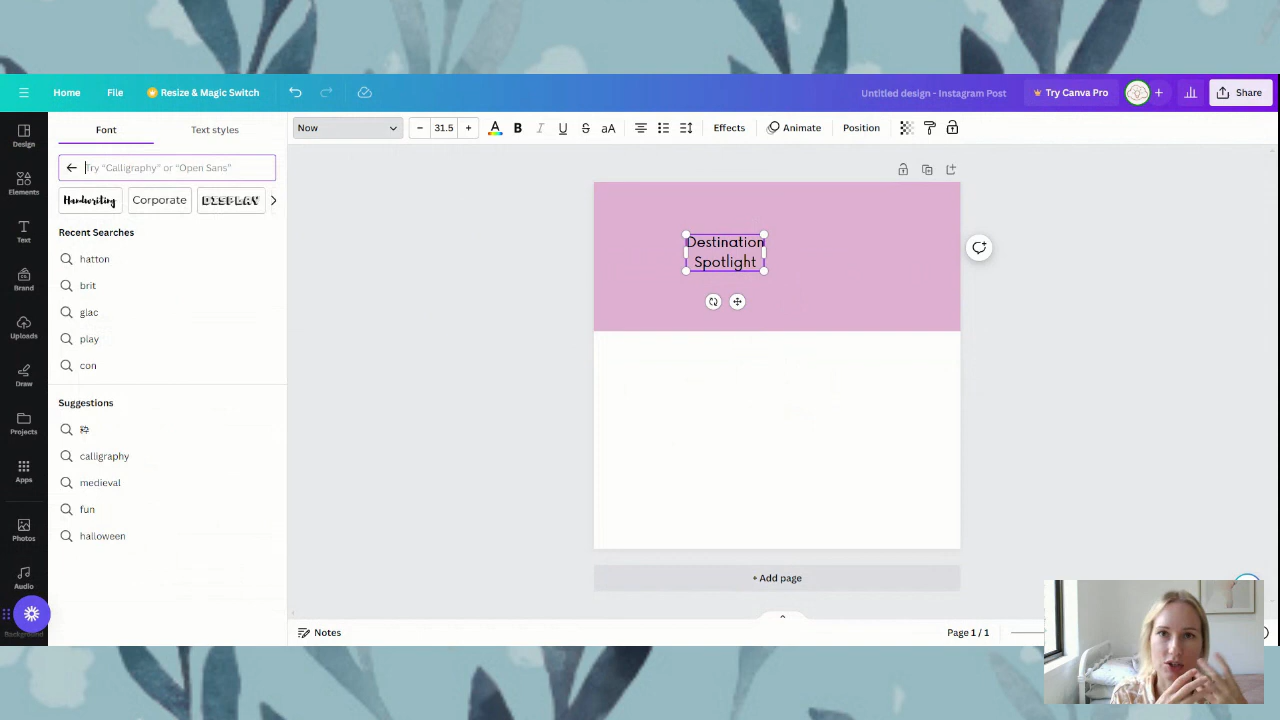 Home File Resize & Magic Switch Untitled design - Instagram Post Try Canva Pro Share
Font Text styles
Now 31.5 A B I U S aA Effects Animate Position
Try “Calligraphy” or “Open Sans”
Handwriting Corporate DISPLAY
Recent Searches
hatton
brit
glac
play
con
Suggestions
calligraphy
medieval
fun
halloween
Design
Elements
Text
Brand
Uploads
Draw
Projects
Apps
Photos
Audio
Background
Destination
Spotlight
+ Add page
Notes
Page 1 / 1